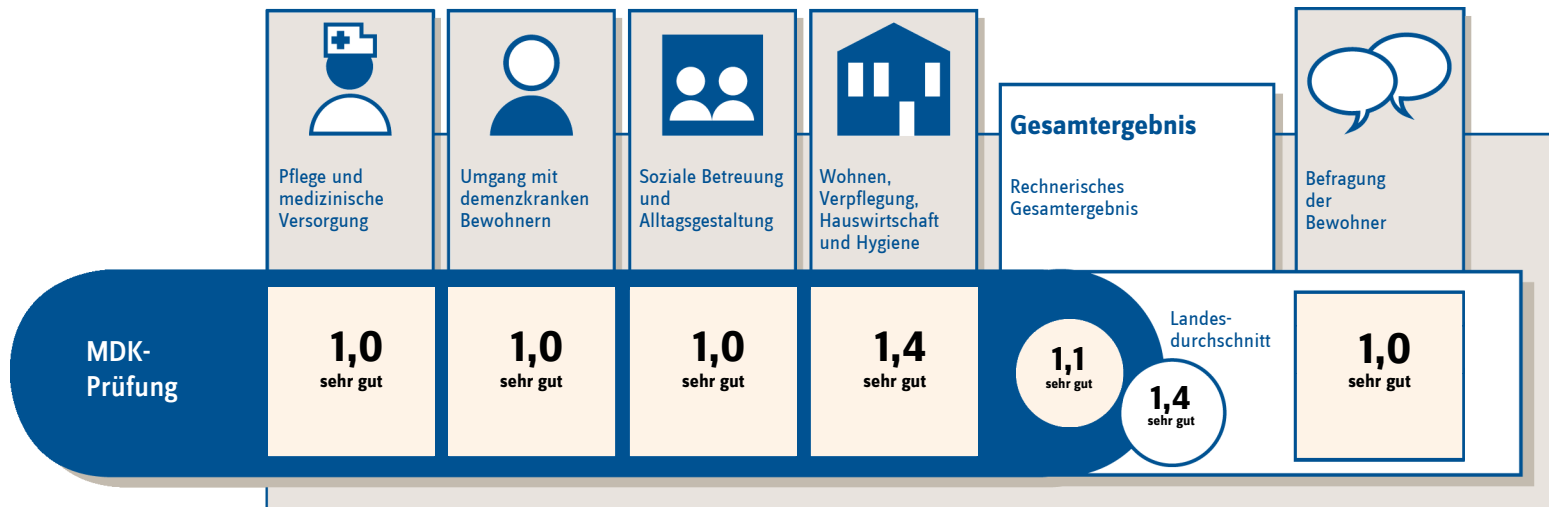 Pflege und
medizinische
Versorgung
Umgang mit
demenzkranken
Bewohnern
Soziale Betreuung
und
Alltagsgestaltung
Wohnen,
Verpflegung,
Hauswirtschaft
und Hygiene
Gesamtergebnis
Rechnerisches
Gesamtergebnis
Befragung
der
Bewohner
MDK-
Prüfung
1,0
sehr gut
1,0
sehr gut
1,0
sehr gut
1,4
sehr gut
1,1
sehr gut
Landes-
durchschnitt
1,4
sehr gut
1,0
sehr gut